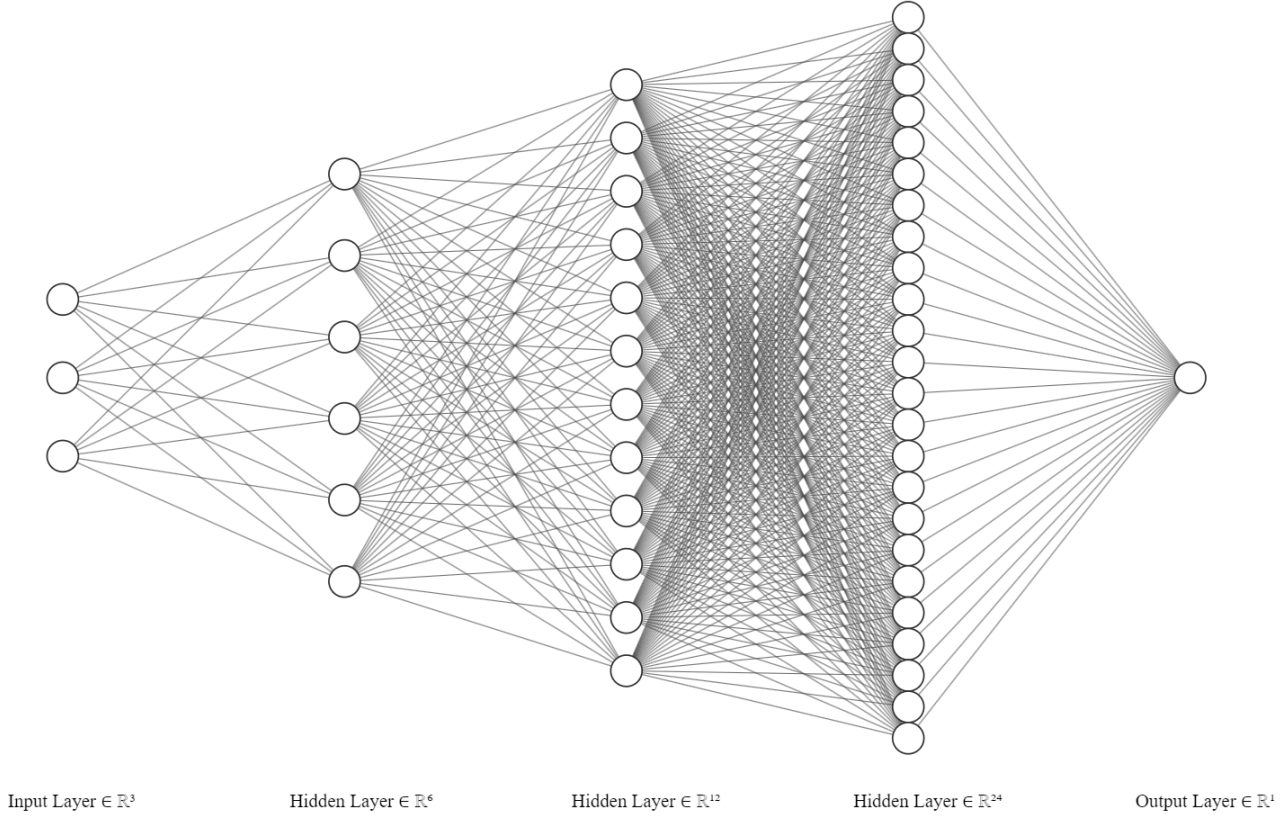 Input Layer ∈ ℝ³
Hidden Layer ∈ ℝ⁶
Hidden Layer ∈ ℝ¹²
Hidden Layer ∈ ℝ²⁴
Output Layer ∈ ℝ¹